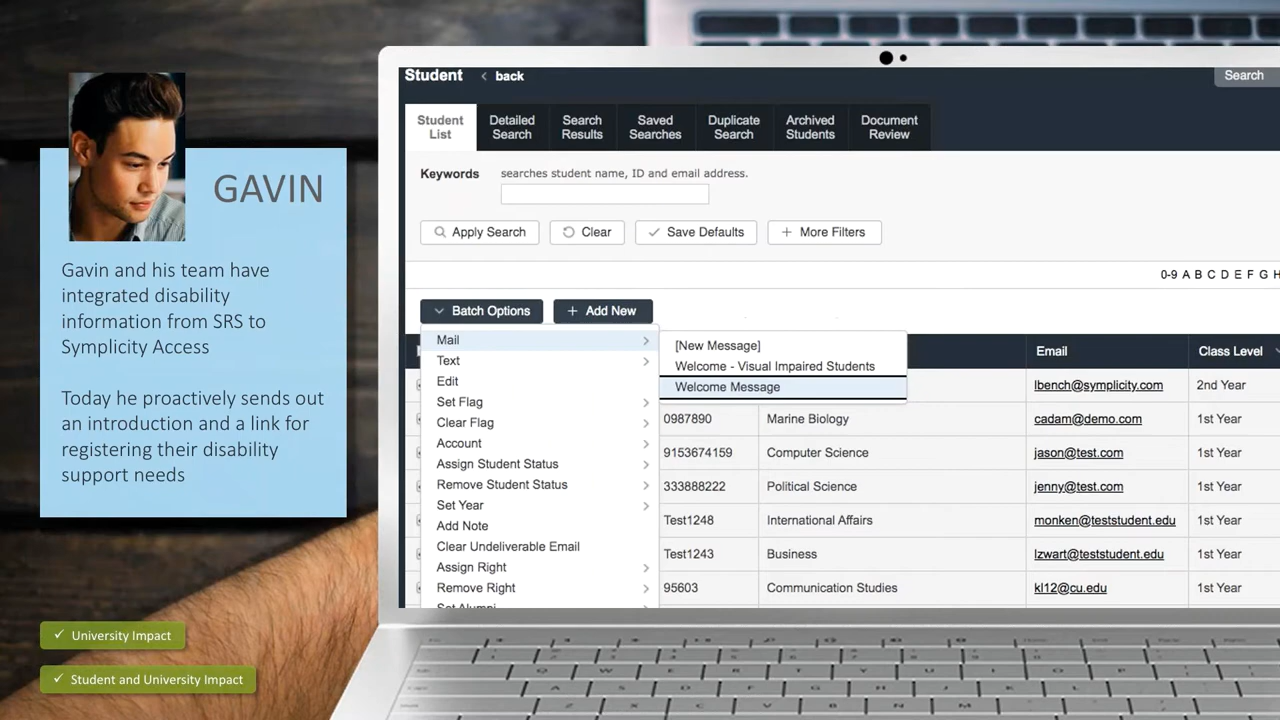 GAVIN
Gavin and his team have
integrated disability
information from SRS to
Symplicity Access
Today he proactively sends out
an introduction and a link for
registering their disability
support needs
✓ University Impact
✓ Student and University Impact
Student
back
Search
Student
List
Detailed
Search
Search
Results
Saved
Searches
Duplicate
Search
Archived
Students
Document
Review
Keywords
searches student name, ID and email address.
Apply Search
Clear
Save Defaults
+ More Filters
0-9 A B C D E F G H
Batch Options
+ Add New
Mail
Text
Edit
Set Flag
Clear Flag
Account
Assign Student Status
Remove Student Status
Set Year
Add Note
Clear Undeliverable Email
Assign Right
Remove Right
Set Alumni
[New Message]
Welcome - Visual Impaired Students
Welcome Message
Email
Class Level
lbench@symplicity.com 2nd Year
0987890 Marine Biology cadam@demo.com 1st Year
9153674159 Computer Science jason@test.com 1st Year
333888222 Political Science jenny@test.com 1st Year
Test1248 International Affairs monken@teststudent.edu 1st Year
Test1243 Business lzwart@teststudent.edu 1st Year
95603 Communication Studies kl12@cu.edu 1st Year